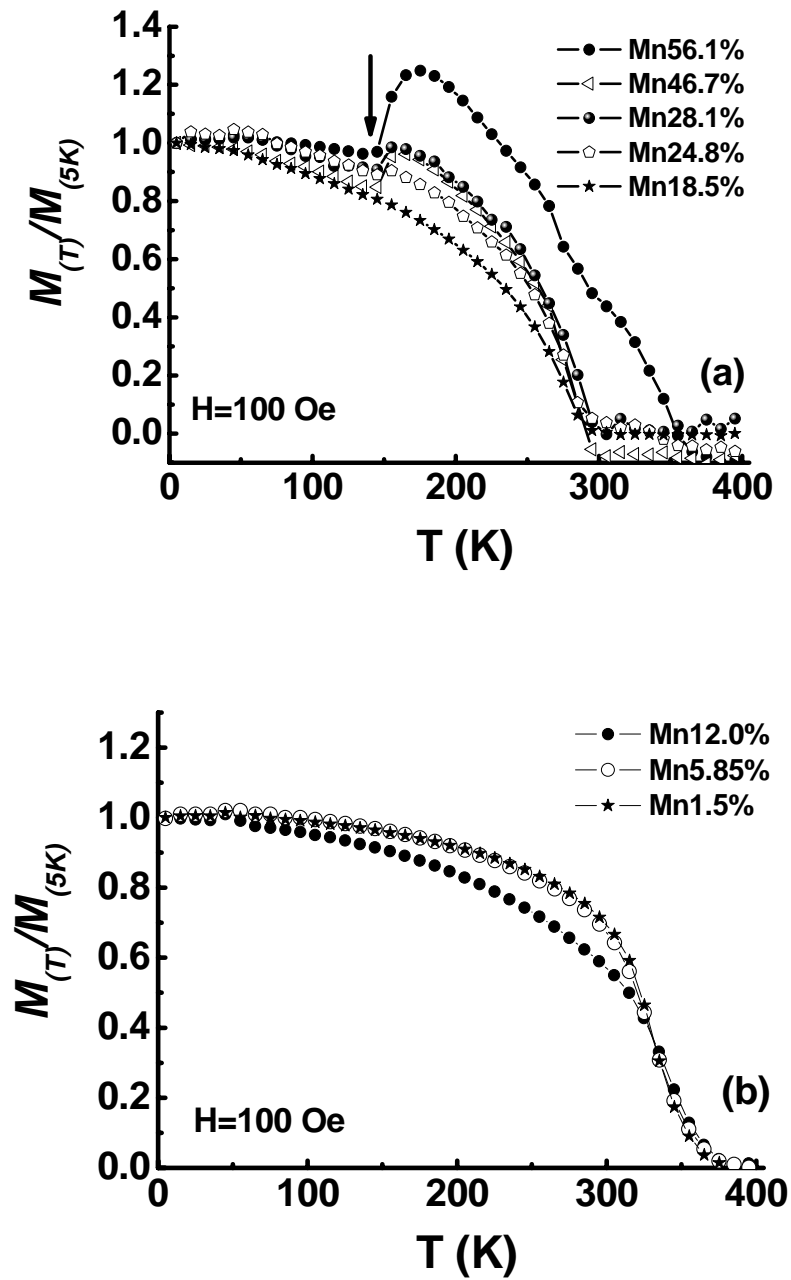 1.4
1.2
1.0
0.8
0.6
0.4
0.2
0.0
M(T)/M(5K)
Mn56.1%
Mn46.7%
Mn28.1%
Mn24.8%
Mn18.5%
(a)
H=100 Oe
0 100 200 300 400
T (K)
1.2
1.0
0.8
0.6
0.4
0.2
0.0
M(T)/M(5K)
Mn12.0%
Mn5.85%
Mn1.5%
(b)
H=100 Oe
0 100 200 300 400
T (K)